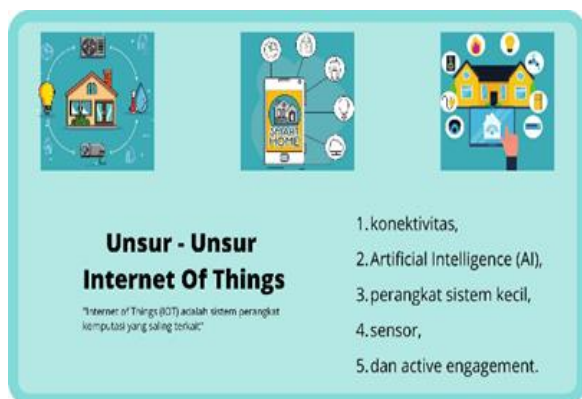 SMART
HOME
Unsur - Unsur
Internet Of Things
"Internet of Things (IOT) adalah sistem perangkat
komputasi yang saling terkait"
1.konektivitas,
2.Artificial Intelligence (AI),
3.perangkat sistem kecil,
4.sensor,
5.dan active engagement.